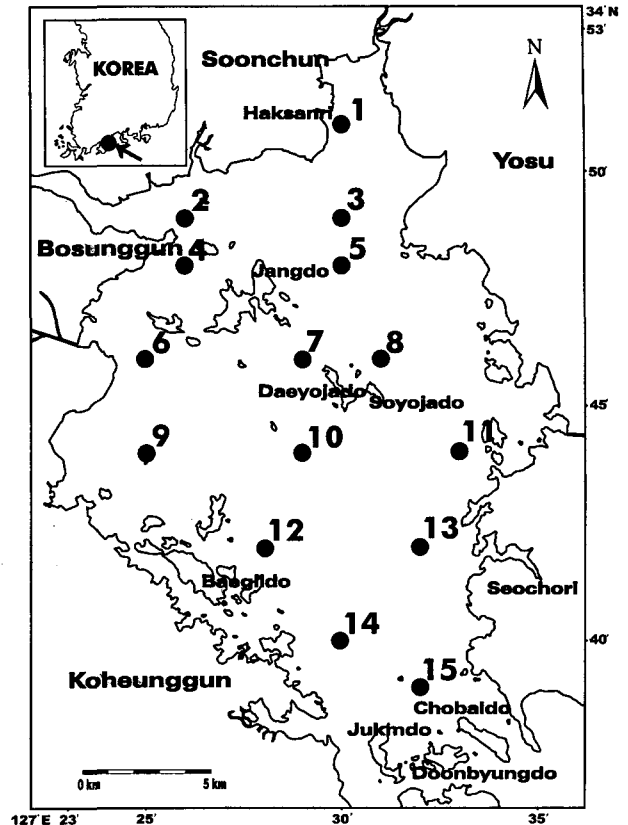 34°N
53'
KOREA
Soonchun
N
Haksanri
1
Yosu
50'
2
3
Bosunggun
4
5
Jangdo
6
7
8
Daeyojado
Soyojado
45'
9
10
11
12
13
Baegildo
Seochori
14
40'
Koheunggun
15
Chobaldo
Jukmdo
Doonbyungdo
0 km
5 km
127°E 23'
25'
30'
35'